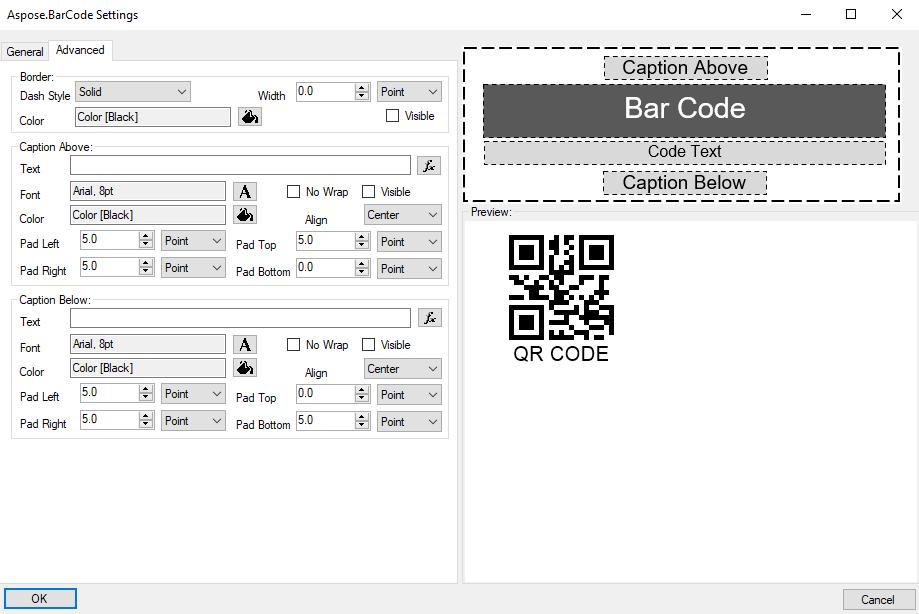 Aspose.BarCode Settings
General Advanced
Border:
Dash Style Solid Width 0.0 Point
Color Color [Black] Visible
Caption Above:
Text fx
Font Arial, 8pt A No Wrap Visible
Color Color [Black] Align Center
Pad Left 5.0 Point Pad Top 5.0 Point
Pad Right 5.0 Point Pad Bottom 0.0 Point
Caption Below:
Text fx
Font Arial, 8pt A No Wrap Visible
Color Color [Black] Align Center
Pad Left 5.0 Point Pad Top 0.0 Point
Pad Right 5.0 Point Pad Bottom 5.0 Point
Caption Above
Bar Code
Code Text
Caption Below
Preview:
QR CODE
OK Cancel